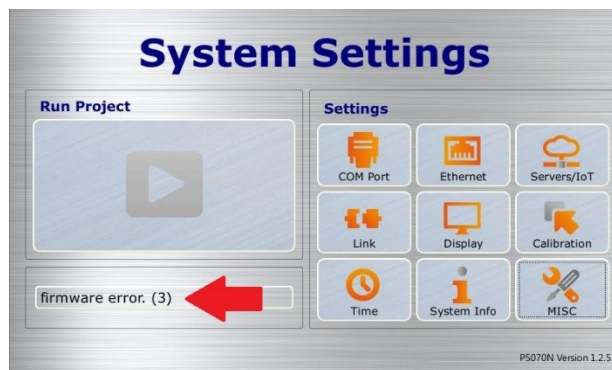 System Settings
Run Project
Settings
COM Port
Ethernet
Servers/IoT
Link
Display
Calibration
firmware error. (3)
Time
System Info
MISC
P5070N Version 1.2.5